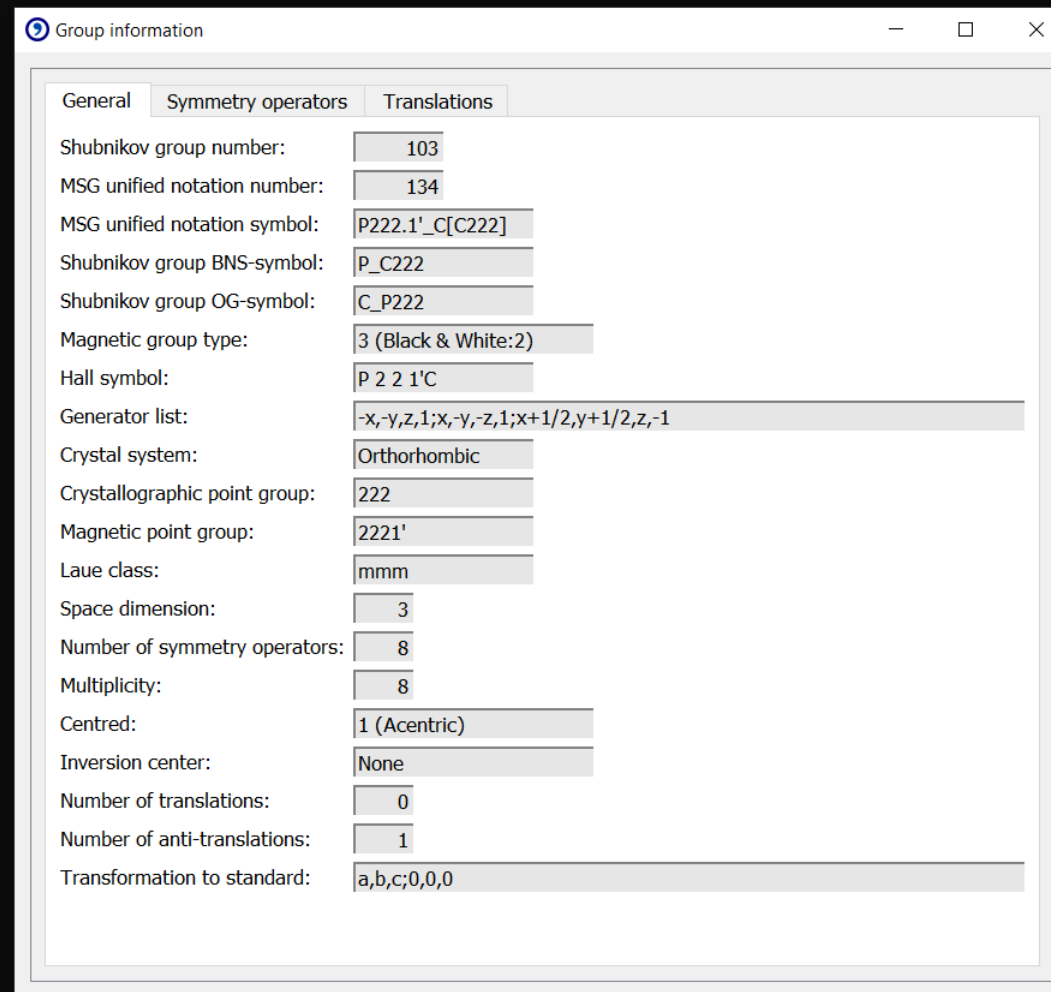 Group information
General Symmetry operators Translations
Shubnikov group number: 103
MSG unified notation number: 134
MSG unified notation symbol: P222.1'_C[C222]
Shubnikov group BNS-symbol: P_C222
Shubnikov group OG-symbol: C_P222
Magnetic group type: 3 (Black & White:2)
Hall symbol: P 2 2 1'C
Generator list: -x,-y,z,1;x,-y,-z,1;x+1/2,y+1/2,z,-1
Crystal system: Orthorhombic
Crystallographic point group: 222
Magnetic point group: 2221'
Laue class: mmm
Space dimension: 3
Number of symmetry operators: 8
Multiplicity: 8
Centred: 1 (Acentric)
Inversion center: None
Number of translations: 0
Number of anti-translations: 1
Transformation to standard: a,b,c;0,0,0